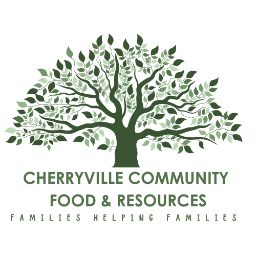 CHERRYVILLE COMMUNITY
FOOD & RESOURCES
FAMILIES HELPING FAMILIES